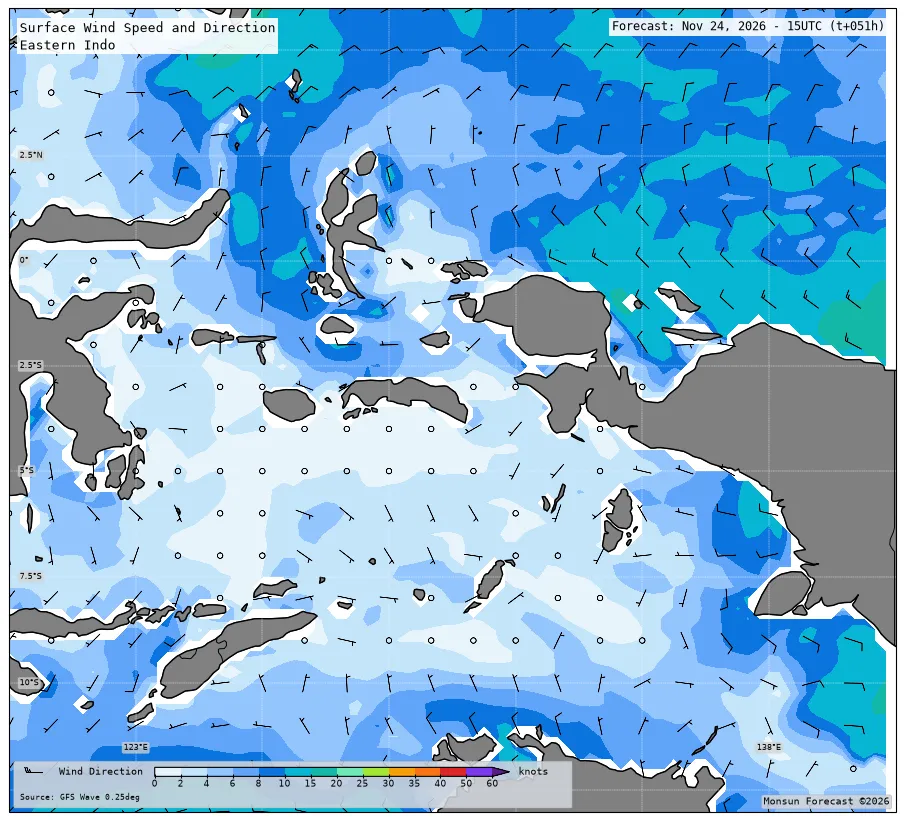 Surface Wind Speed and Direction
Eastern Indo
Forecast: Nov 24, 2026 - 15UTC (t+051h)
2.5°N
0°
2.5°S
5°S
7.5°S
10°S
123°E
138°E
Wind Direction
knots
0 2 4 6 8 10 15 20 25 30 35 40 50 60
Source: GFS Wave 0.25deg
Monsun Forecast ©2026